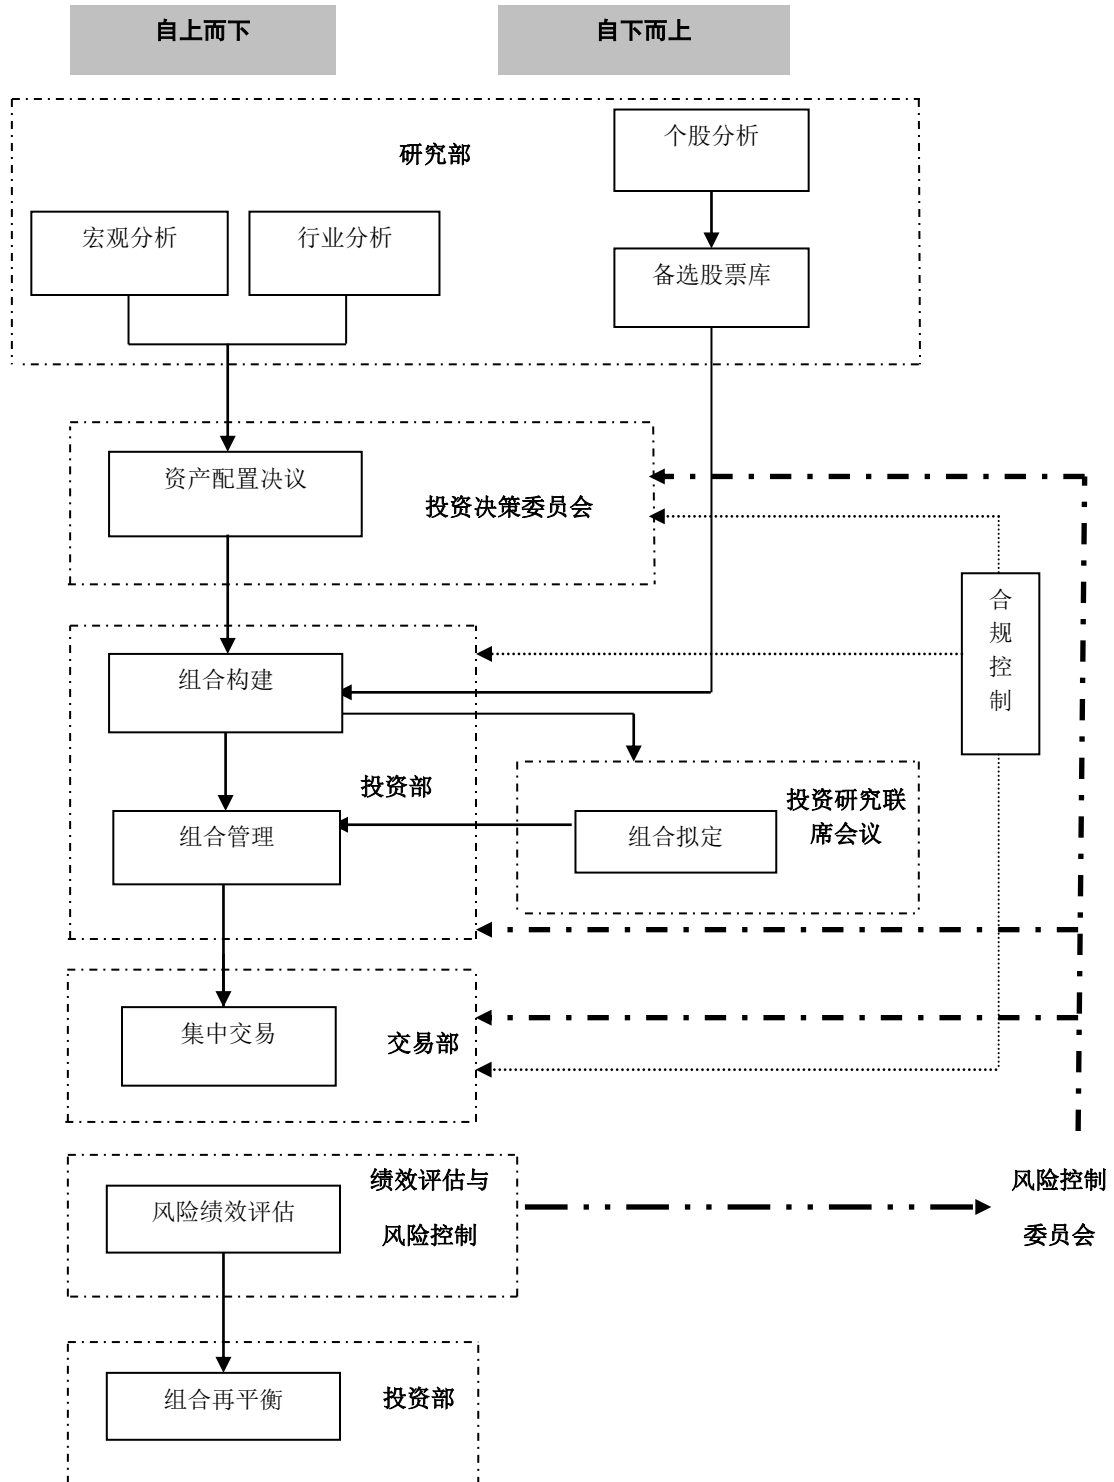 自上而下
自下而上
研究部
个股分析
宏观分析
行业分析
备选股票库
资产配置决议
投资决策委员会
合
规
控
制
组合构建
投资部
投资研究联
席会议
组合管理
组合拟定
集中交易
交易部
绩效评估与
风险控制
风险绩效评估
风险控制
委员会
组合再平衡
投资部